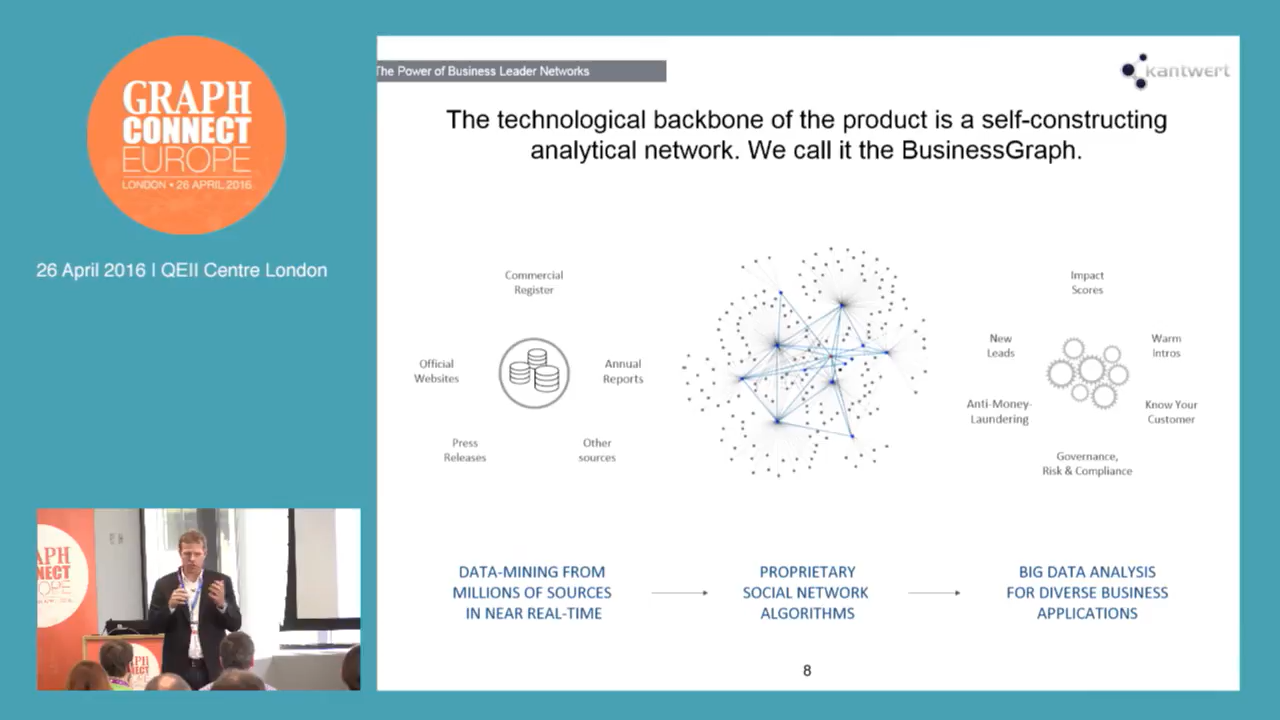 GRAPH
CONNECT
EUROPE
LONDON • 26 APRIL 2016
26 April 2016 | QEII Centre London
The Power of Business Leader Networks
kantwert
The technological backbone of the product is a self-constructing
analytical network. We call it the BusinessGraph.
Commercial
Register
Official
Websites
Annual
Reports
Press
Releases
Other
sources
Impact
Scores
New
Leads
Warm
Intros
Anti-Money-
Laundering
Know Your
Customer
Governance,
Risk & Compliance
DATA-MINING FROM
MILLIONS OF SOURCES
IN NEAR REAL-TIME
PROPRIETARY
SOCIAL NETWORK
ALGORITHMS
BIG DATA ANALYSIS
FOR DIVERSE BUSINESS
APPLICATIONS
8
APH
NECT
OPE